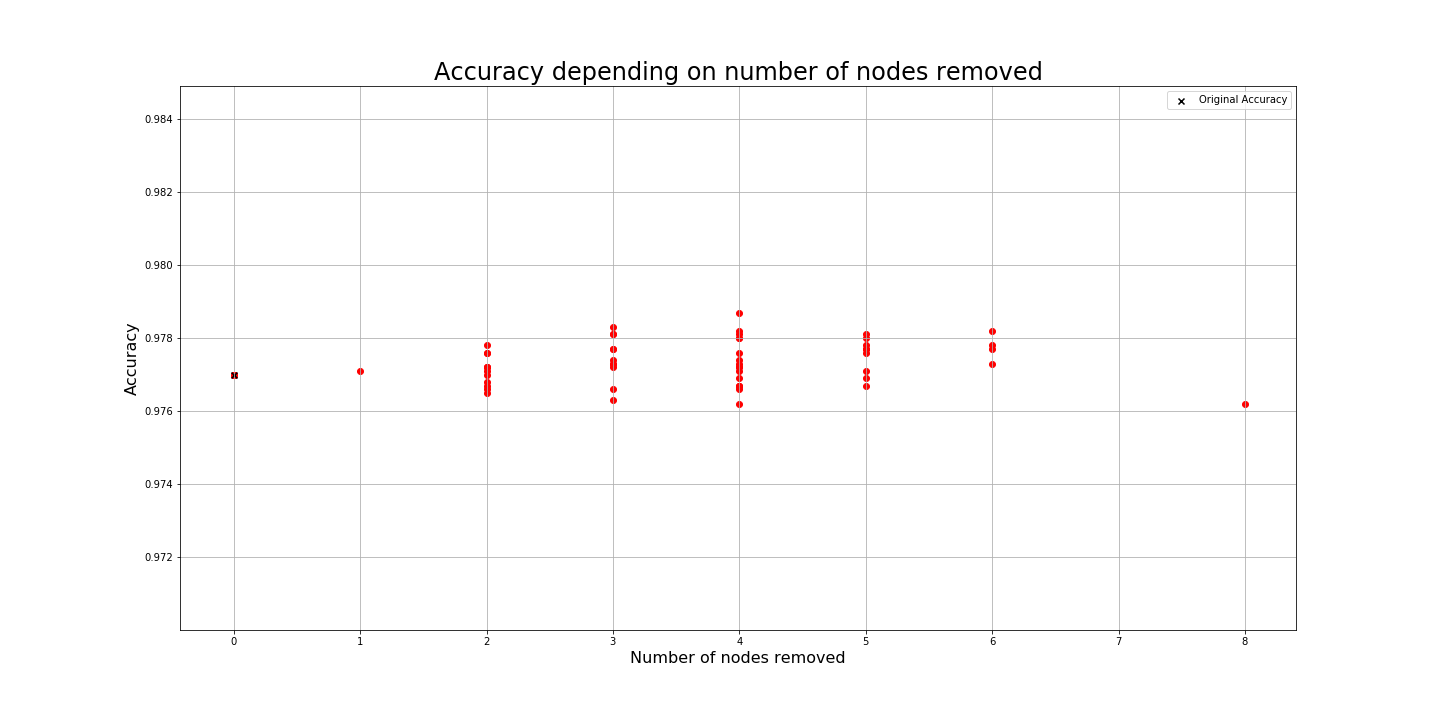 Accuracy depending on number of nodes removed
Original Accuracy
0.984
0.982
0.980
0.978
0.976
0.974
0.972
Accuracy
0 1 2 3 4 5 6 7 8
Number of nodes removed